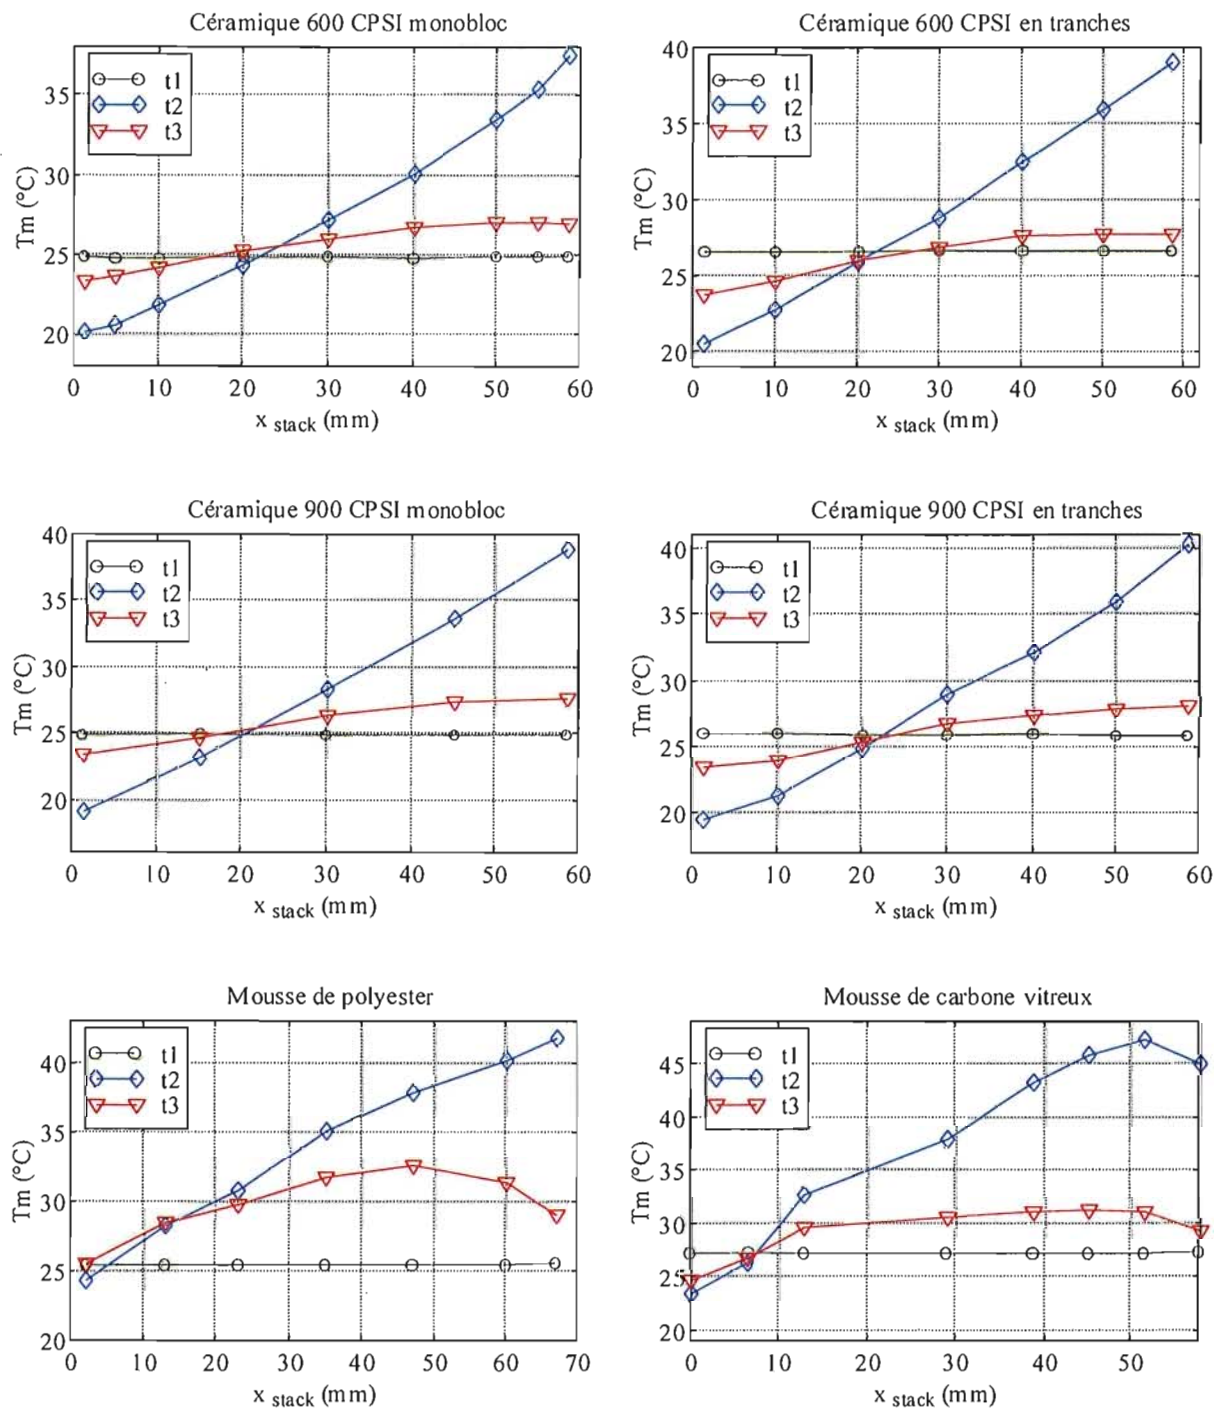 Céramique 600 CPSI monobloc
t1
t2
t3
35
30
25
20
Tm (°C)
0 10 20 30 40 50 60
x stack (mm)
Céramique 600 CPSI en tranches
t1
t2
t3
40
35
30
25
20
Tm (°C)
0 10 20 30 40 50 60
x stack (mm)
Céramique 900 CPSI monobloc
t1
t2
t3
40
35
30
25
20
Tm (°C)
0 10 20 30 40 50 60
x stack (mm)
Céramique 900 CPSI en tranches
t1
t2
t3
40
35
30
25
20
Tm (°C)
0 10 20 30 40 50 60
x stack (mm)
Mousse de polyester
t1
t2
t3
40
35
30
25
20
Tm (°C)
0 10 20 30 40 50 60 70
x stack (mm)
Mousse de carbone vitreux
t1
t2
t3
45
40
35
30
25
20
Tm (°C)
0 10 20 30 40 50
x stack (mm)